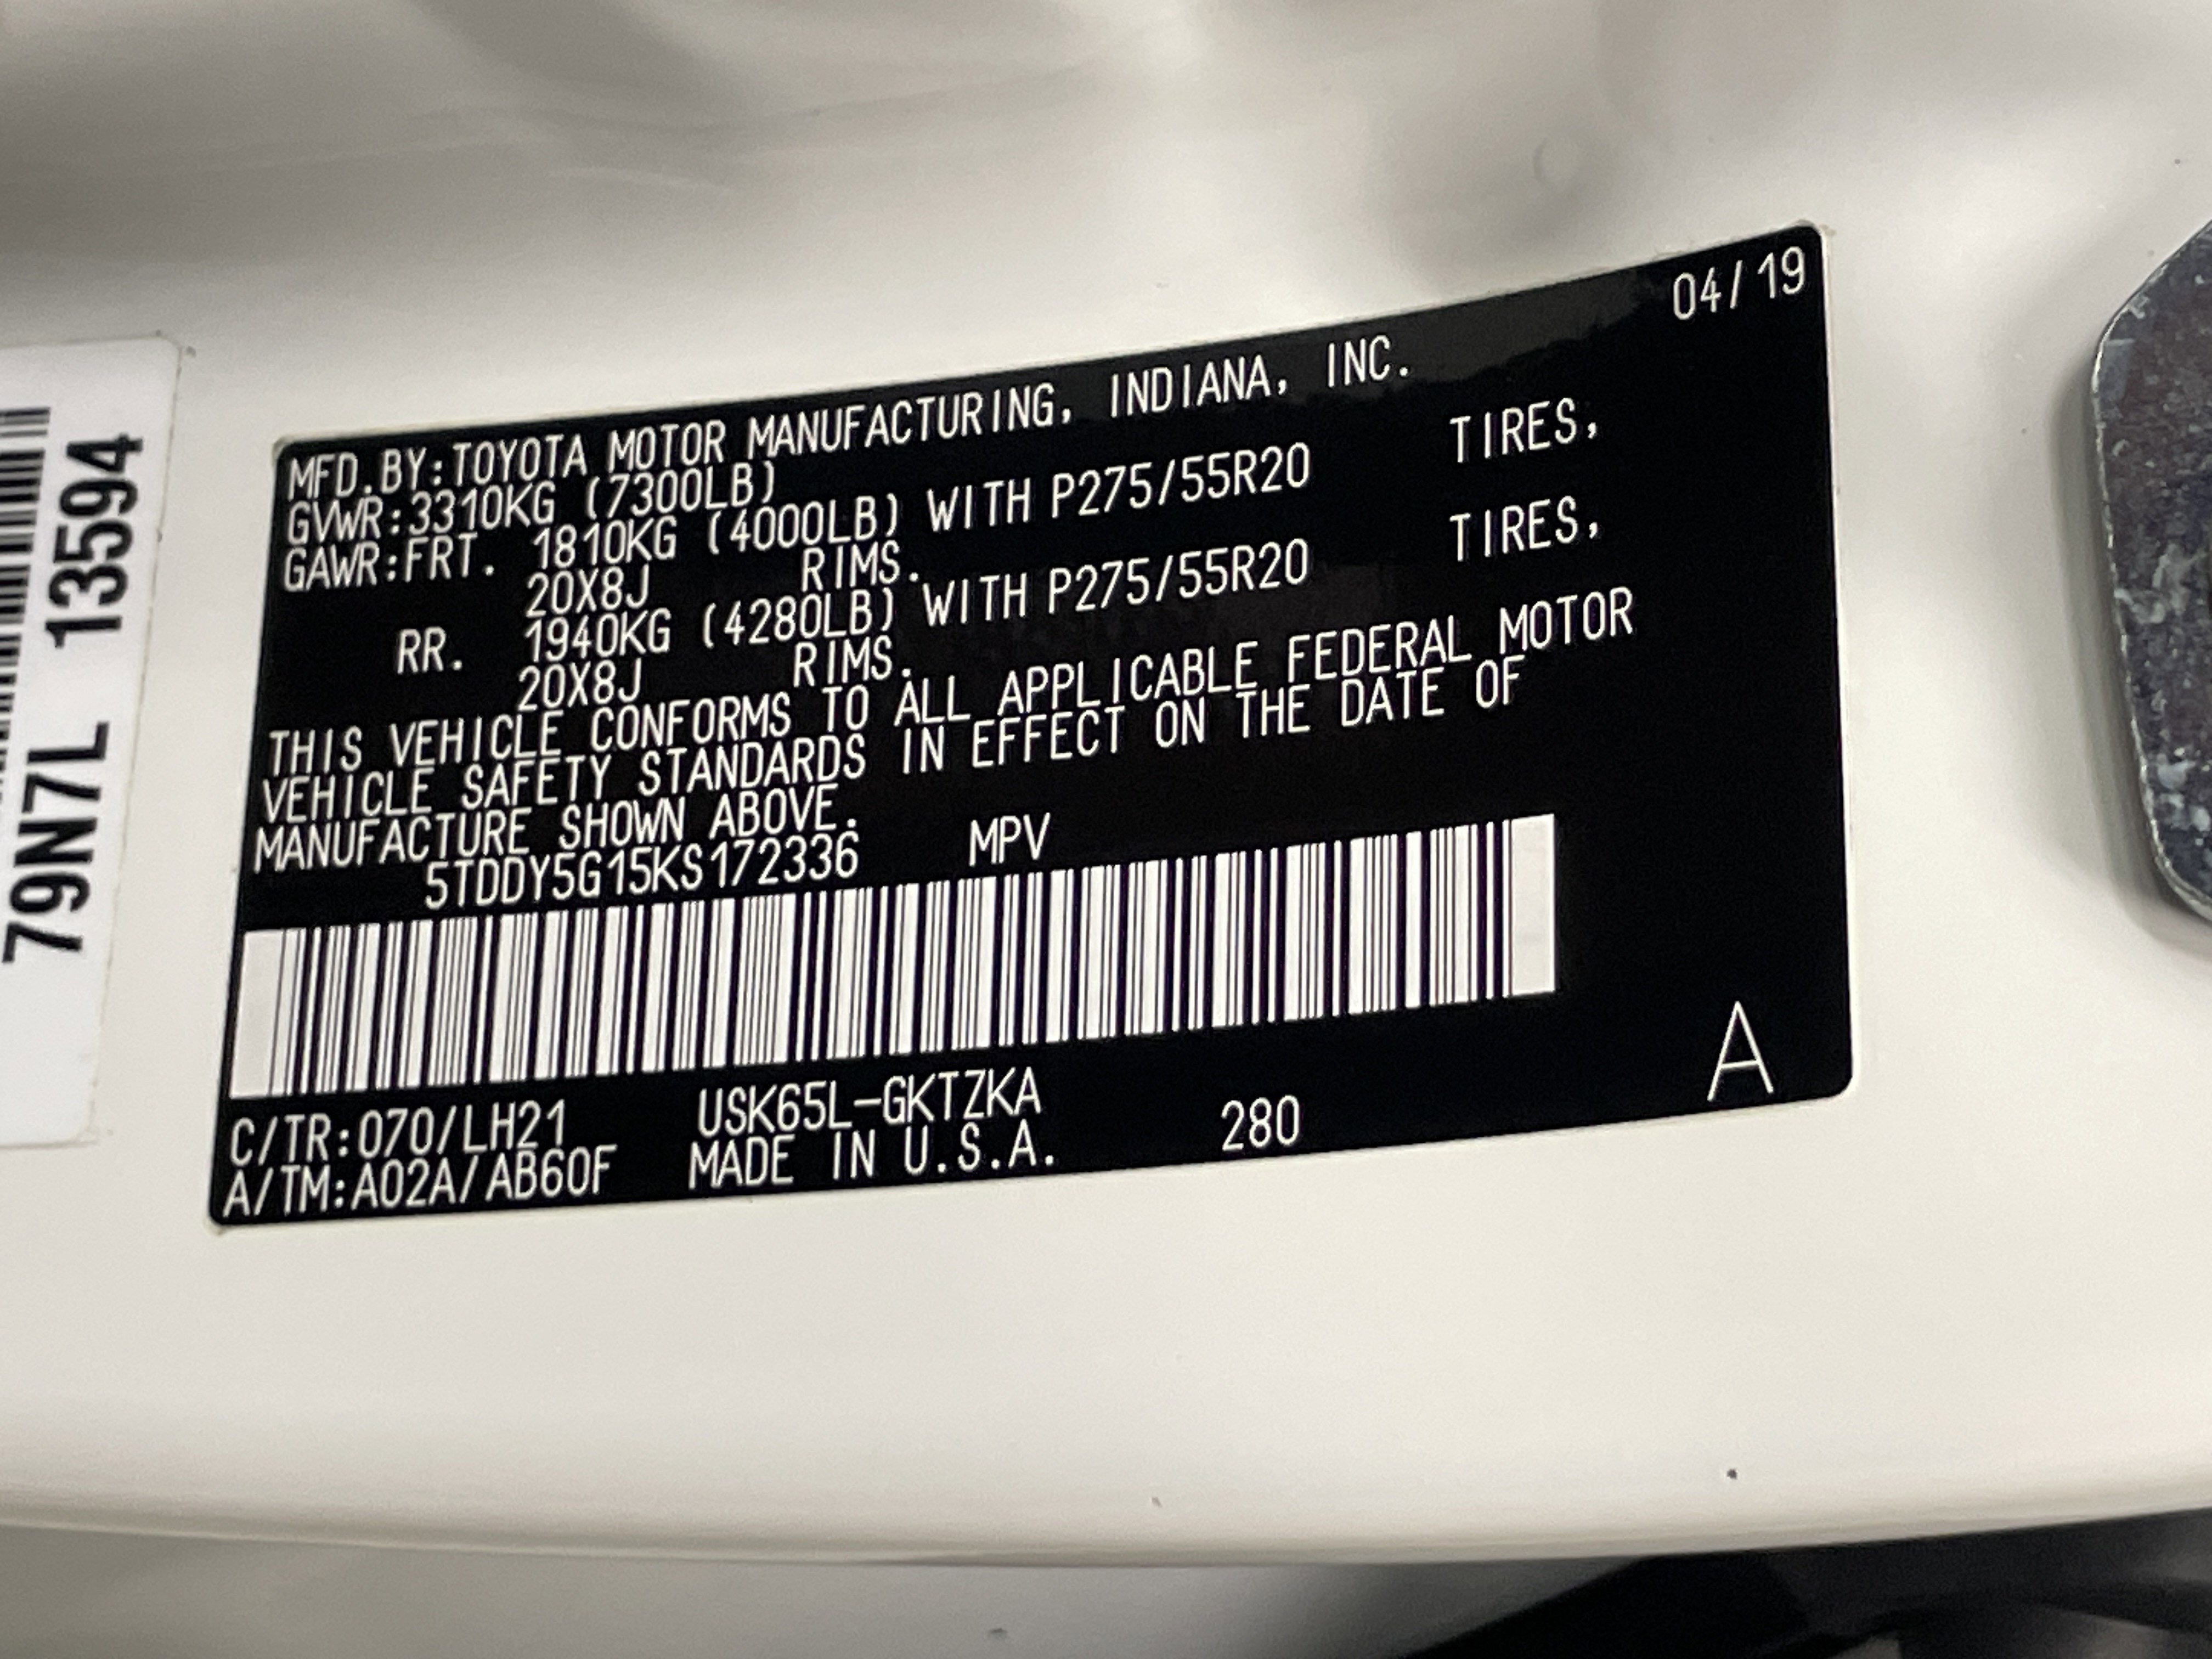 04/19
MFD.BY:TOYOTA MOTOR MANUFACTURING, INDIANA, INC.
GVWR:3310KG (7300LB)
GAWR:FRT. 1810KG (4000LB) WITH P275/55R20 TIRES,
20X8J RIMS.
RR. 1940KG (4280LB) WITH P275/55R20 TIRES,
20X8J RIMS.
THIS VEHICLE CONFORMS TO ALL APPLICABLE FEDERAL MOTOR
VEHICLE SAFETY STANDARDS IN EFFECT ON THE DATE OF
MANUFACTURE SHOWN ABOVE.
5TDDY5G15KS172336 MPV
C/TR:070/LH21 USK65L-GKTZKA
A/TM:A02A/AB60F MADE IN U.S.A. 280
A
79N7L 13594